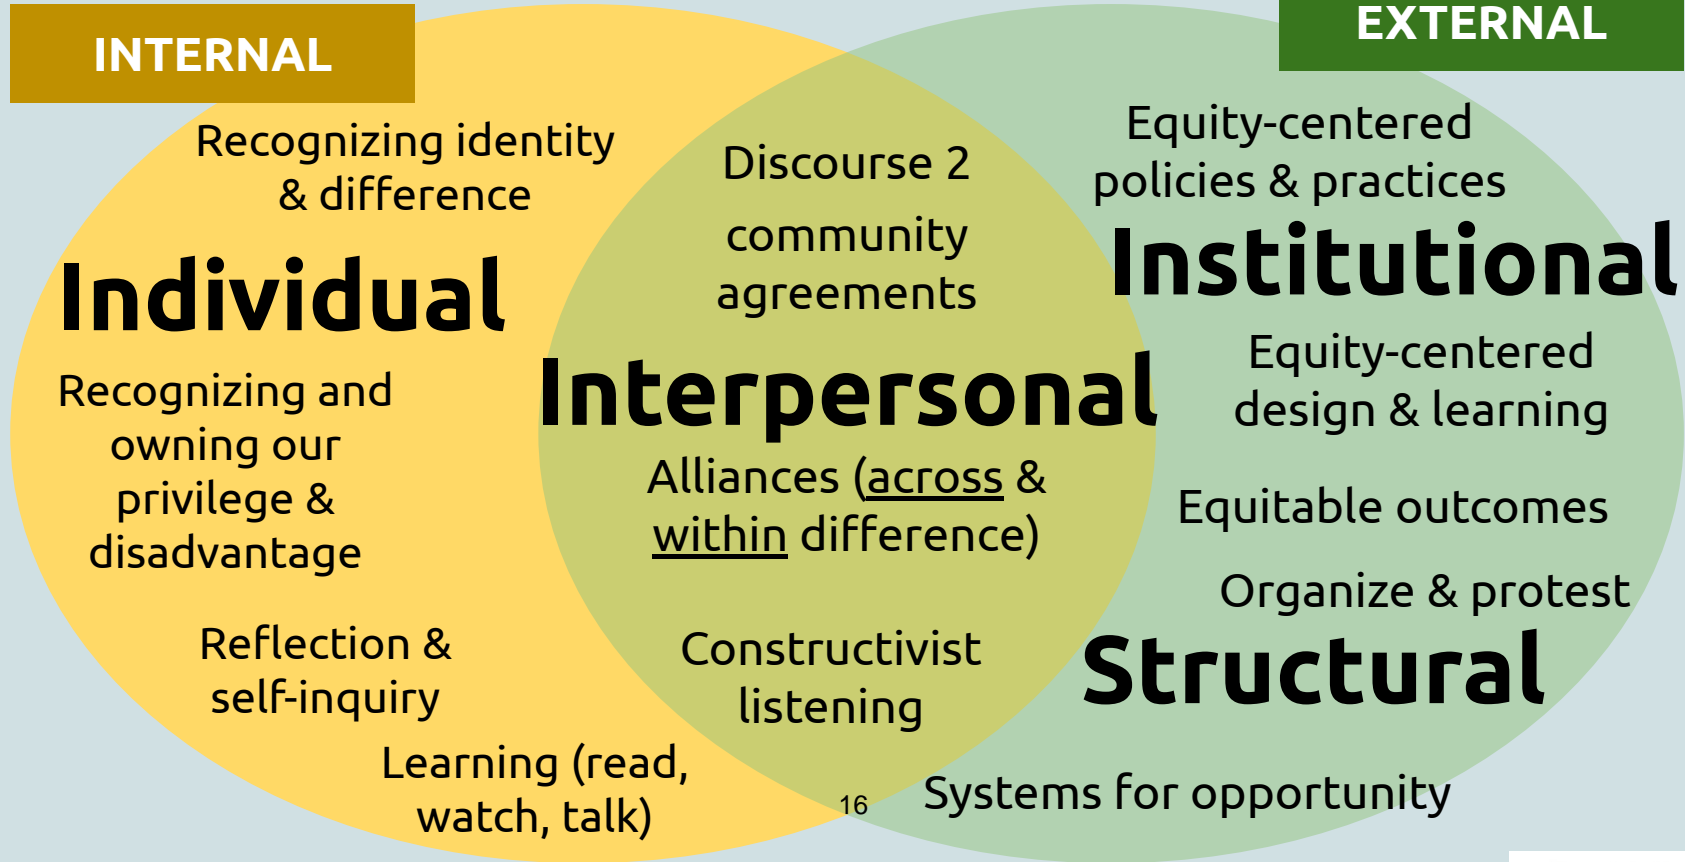 INTERNAL
Recognizing identity
& difference
Individual
Recognizing and
owning our
privilege &
disadvantage
Reflection &
self-inquiry
Learning (read,
watch, talk)
Discourse 2
community
agreements
Interpersonal
Alliances (across &
within difference)
Constructivist
listening
16
EXTERNAL
Equity-centered
policies & practices
Institutional
Equity-centered
design & learning
Equitable outcomes
Organize & protest
Structural
Systems for opportunity